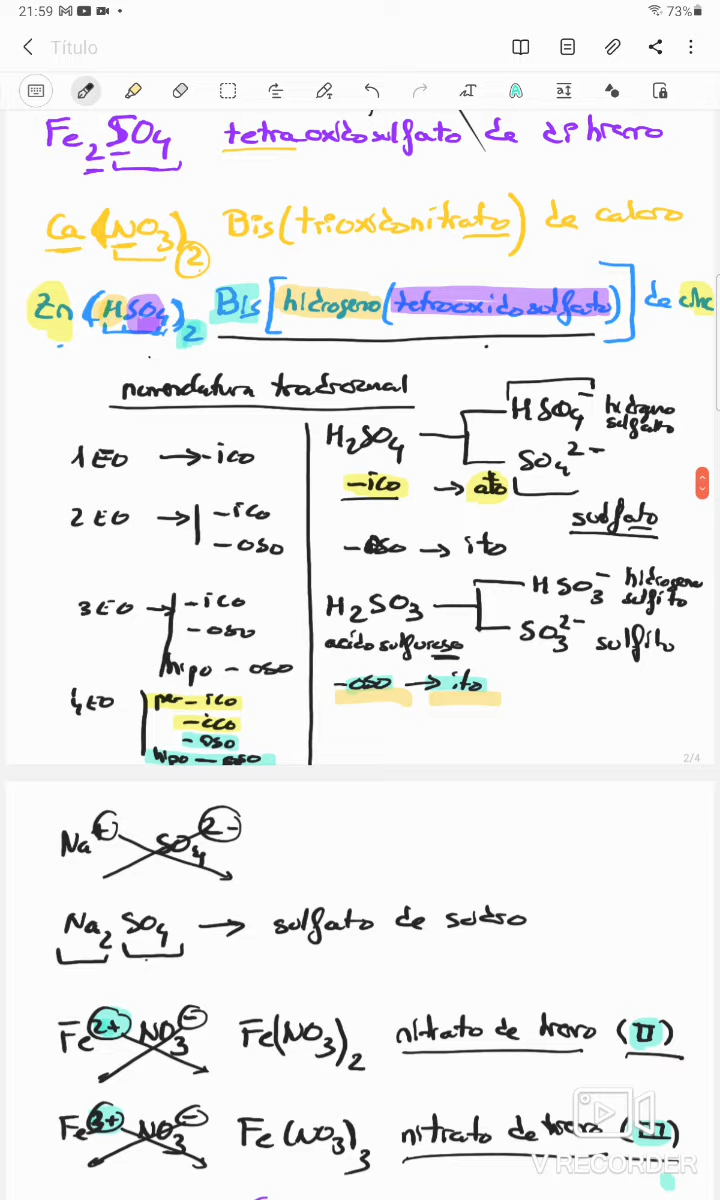 21:59 73%
Título
Fe2SO4 tetraoxidosulfato de dihierro
Ca(NO3)2 Bis(trioxidonitrato) de calcio
Zn(HSO4)2 Bis[hidrogeno(tetraoxidosulfato)] de
nomenclatura tradicional
1EO → -ico
2EO → -ico
-oso
3EO → -ico
-oso
hipo - oso
4EO per - ico
-ico
-oso
hipo - oso
H2SO4 HSO4- hidrogeno sulfato
SO4 2-
-ico → ato
sulfato
-oso → ito
H2SO3 HSO3- hidrogeno sulfito
SO3 2- sulfito
acido sulfuroso
-oso → ito
2/4
Na+ SO4 2-
Na2SO4 → sulfato de sodio
Fe2+ NO3- Fe(NO3)2 nitrato de hierro (II)
Fe3+ NO3- Fe(NO3)3 nitrato de hierro (III)
V RECORDER